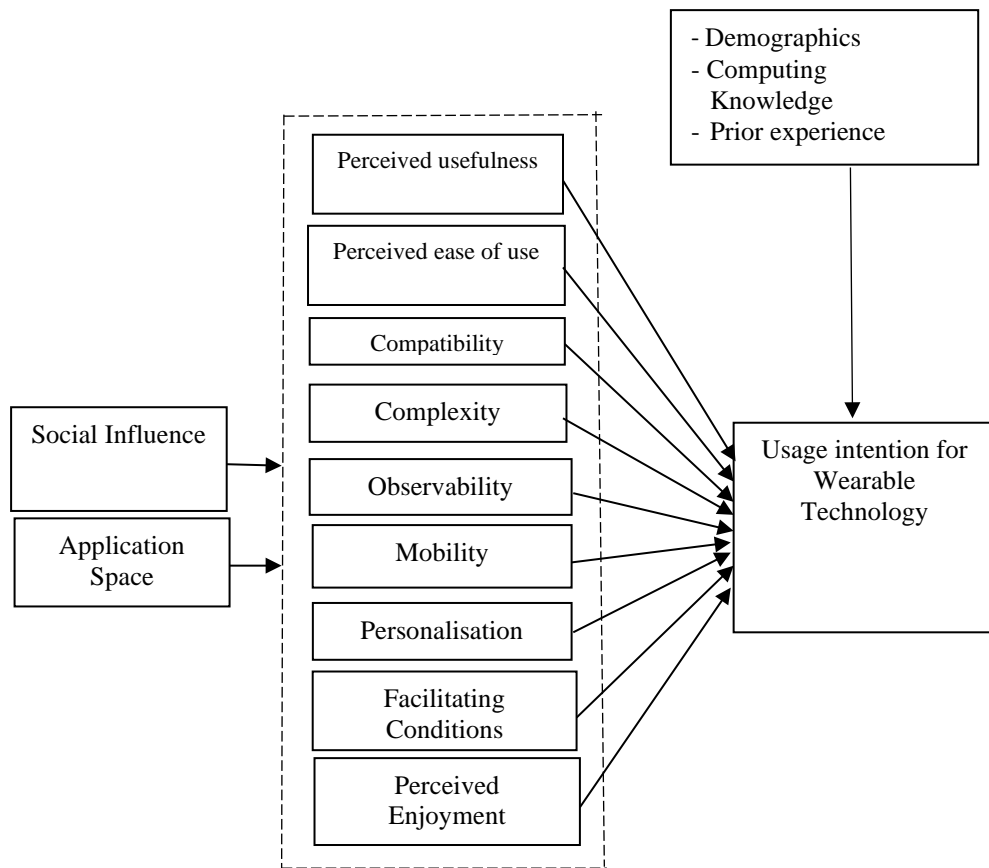 - Demographics
- Computing
Knowledge
- Prior experience
Perceived usefulness
Perceived ease of use
Compatibility
Complexity
Social Influence
Observability
Application
Space
Mobility
Personalisation
Facilitating
Conditions
Perceived
Enjoyment
Usage intention for
Wearable
Technology